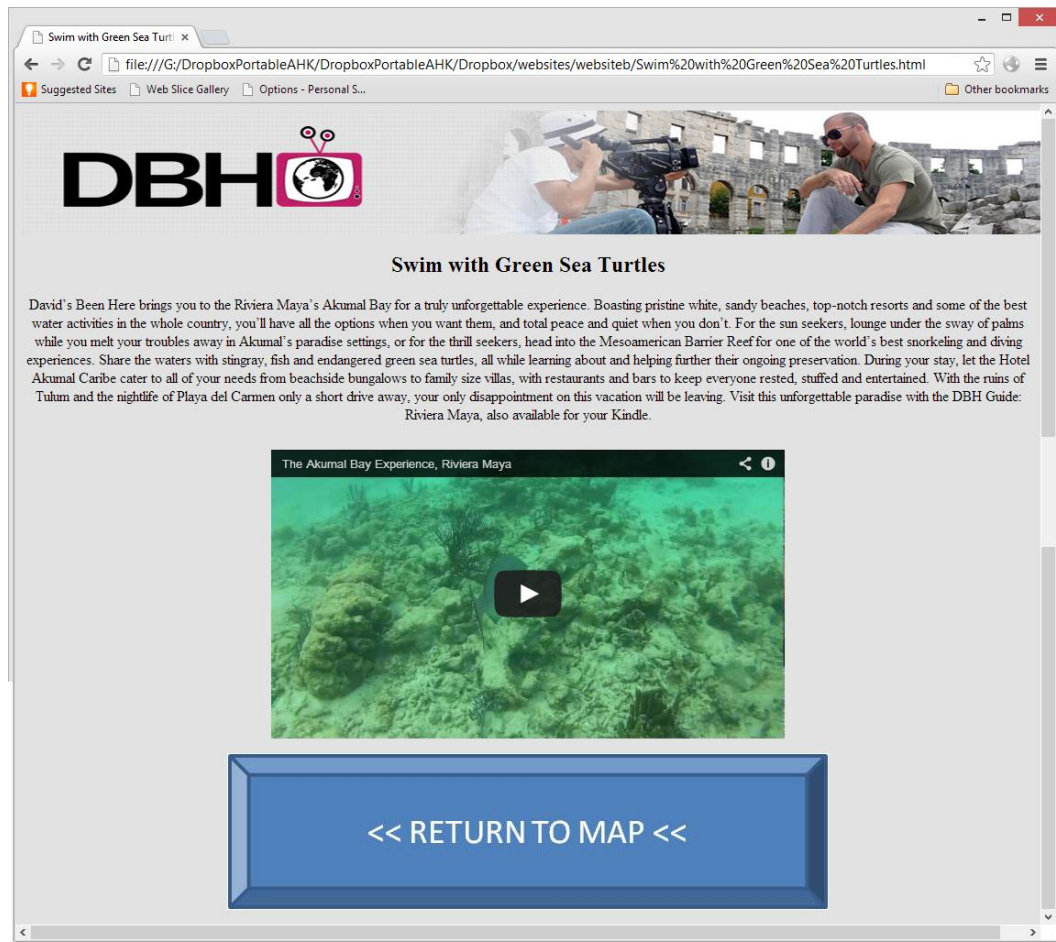 Swim with Green Sea Turtl
file:///G:/DropboxPortableAHK/DropboxPortableAHK/Dropbox/websites/websiteb/Swim%20with%20Green%20Sea%20Turtles.html
Suggested Sites Web Slice Gallery Options - Personal S... Other bookmarks
DBH
Swim with Green Sea Turtles
David's Been Here brings you to the Riviera Maya's Akumal Bay for a truly unforgettable experience. Boasting pristine white, sandy beaches, top-notch resorts and some of the best
water activities in the whole country, you'll have all the options when you want them, and total peace and quiet when you don't. For the sun seekers, lounge under the sway of palms
while you melt your troubles away in Akumal's paradise settings, or for the thrill seekers, head into the Mesoamerican Barrier Reef for one of the world's best snorkeling and diving
experiences. Share the waters with stingray, fish and endangered green sea turtles, all while learning about and helping further their ongoing preservation. During your stay, let the Hotel
Akumal Caribe cater to all of your needs from beachside bungalows to family size villas, with restaurants and bars to keep everyone rested, stuffed and entertained. With the ruins of
Tulum and the nightlife of Playa del Carmen only a short drive away, your only disappointment on this vacation will be leaving. Visit this unforgettable paradise with the DBH Guide:
Riviera Maya, also available for your Kindle.
The Akumal Bay Experience, Riviera Maya
<< RETURN TO MAP <<